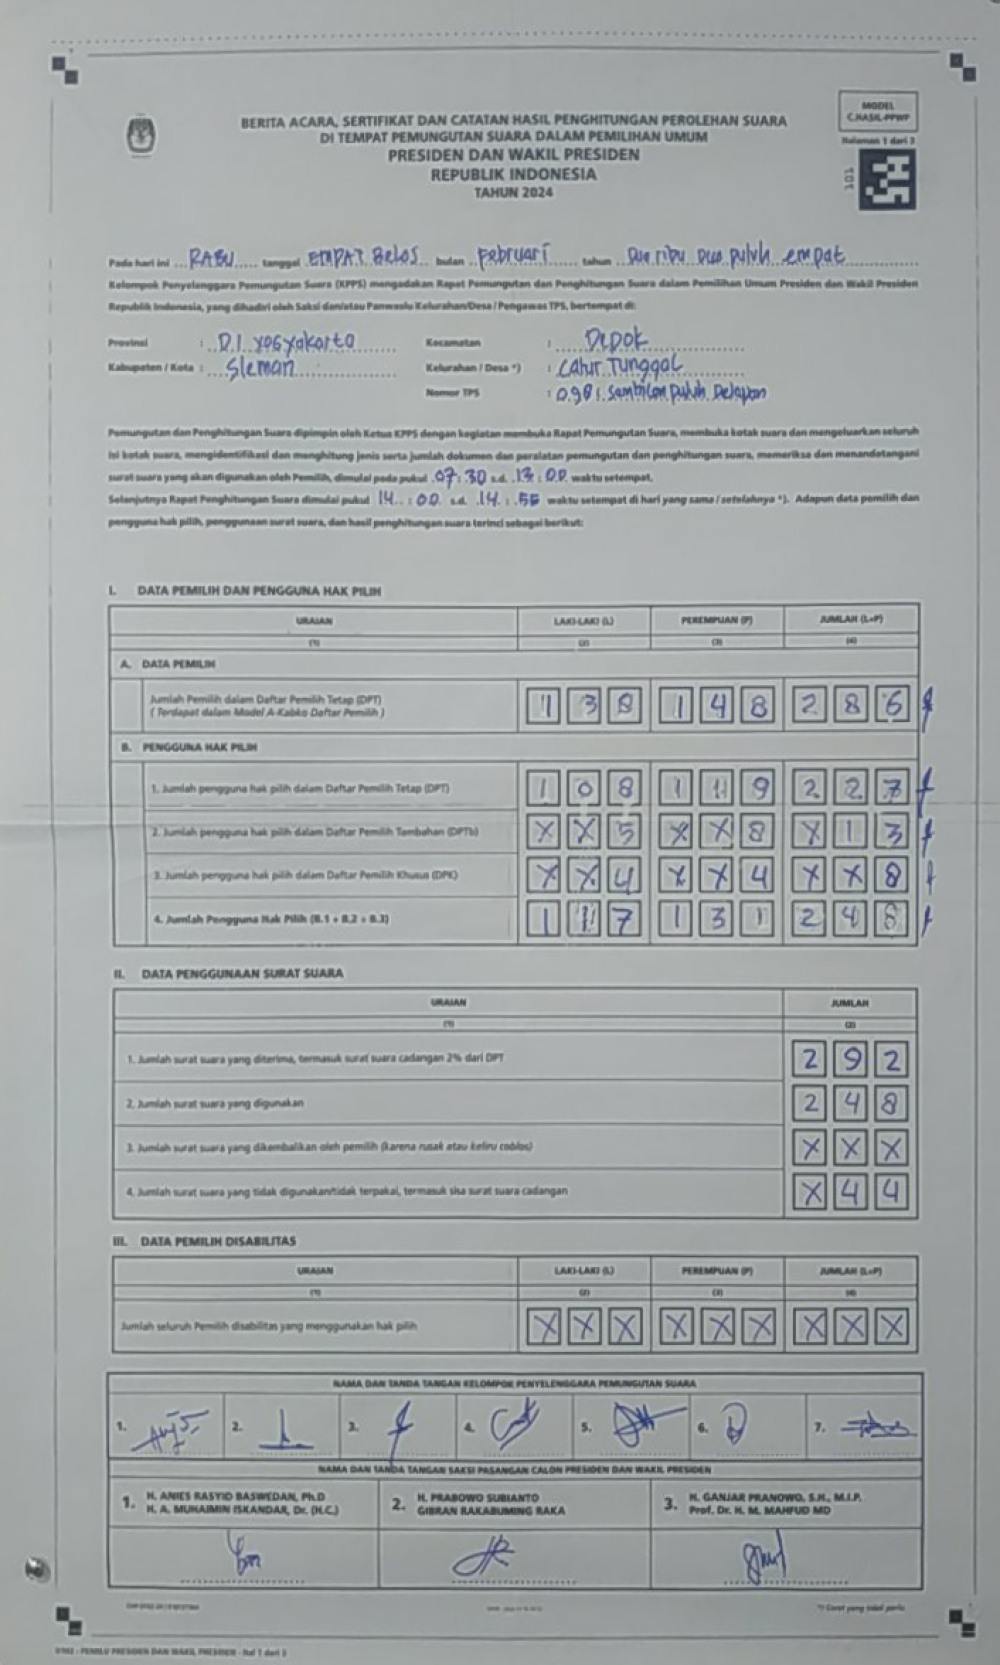 MODEL
C.HASIL-PPWP
Halaman 1 dari 3
101
BERITA ACARA, SERTIFIKAT DAN CATATAN HASIL PENGHITUNGAN PEROLEHAN SUARA
DI TEMPAT PEMUNGUTAN SUARA DALAM PEMILIHAN UMUM
PRESIDEN DAN WAKIL PRESIDEN
REPUBLIK INDONESIA
TAHUN 2024
Pada hari ini RABU tanggal EMPAT Belas bulan Februari tahun Dua ribu Dua puluh empat
Kelompok Penyelenggara Pemungutan Suara (KPPS) mengadakan Rapat Pemungutan dan Penghitungan Suara dalam Pemilihan Umum Presiden dan Wakil Presiden
Republik Indonesia, yang dihadiri oleh Saksi dan/atau Panwaslu Kelurahan/Desa / Pengawas TPS, bertempat di:
Provinsi : D.I. Yogyakarta Kecamatan : Depok
Kabupaten / Kota : Sleman Kelurahan / Desa *) : Catur Tunggal
Nomor TPS : 098 (Sembilan Puluh Delapan
Pemungutan dan Penghitungan Suara dipimpin oleh Ketua KPPS dengan kegiatan membuka Rapat Pemungutan Suara, membuka kotak suara dan mengeluarkan seluruh
isi kotak suara, mengidentifikasi dan menghitung jenis serta jumlah dokumen dan peralatan pemungutan dan penghitungan suara, memeriksa dan menandatangani
surat suara yang akan digunakan oleh Pemilih, dimulai pada pukul 07:30 s.d. 13:00 waktu setempat.
Selanjutnya Rapat Penghitungan Suara dimulai pukul 14:00 s.d. 14:55 waktu setempat di hari yang sama / setelahnya *). Adapun data pemilih dan
pengguna hak pilih, penggunaan surat suara, dan hasil penghitungan suara terinci sebagai berikut:
I. DATA PEMILIH DAN PENGGUNA HAK PILIH
URAIAN LAKI-LAKI (L) PEREMPUAN (P) JUMLAH (L+P)
(1) (2) (3) (4)
A. DATA PEMILIH
Jumlah Pemilih dalam Daftar Pemilih Tetap (DPT) 1 3 8 1 4 8 2 8 6
( Terdapat dalam Model A-Kabko Daftar Pemilih )
B. PENGGUNA HAK PILIH
1. Jumlah pengguna hak pilih dalam Daftar Pemilih Tetap (DPT) 1 0 8 1 1 9 2 2 7
2. Jumlah pengguna hak pilih dalam Daftar Pemilih Tambahan (DPTb) X X 5 X X 8 X 1 3
3. Jumlah pengguna hak pilih dalam Daftar Pemilih Khusus (DPK) X X 4 X X 4 X X 8
4. Jumlah Pengguna Hak Pilih (B.1 + B.2 + B.3) 1 1 7 1 3 1 2 4 8
II. DATA PENGGUNAAN SURAT SUARA
URAIAN JUMLAH
(1) (2)
1. Jumlah surat suara yang diterima, termasuk surat suara cadangan 2% dari DPT 2 9 2
2. Jumlah surat suara yang digunakan 2 4 8
3. Jumlah surat suara yang dikembalikan oleh pemilih (karena rusak atau keliru coblos) X X X
4. Jumlah surat suara yang tidak digunakan/tidak terpakai, termasuk sisa surat suara cadangan X 4 4
III. DATA PEMILIH DISABILITAS
URAIAN LAKI-LAKI (L) PEREMPUAN (P) JUMLAH (L+P)
(1) (2) (3) (4)
Jumlah seluruh Pemilih disabilitas yang menggunakan hak pilih X X X X X X X X X
NAMA DAN TANDA TANGAN KELOMPOK PENYELENGGARA PEMUNGUTAN SUARA
1. 2. 3. 4. 5. 6. 7.
NAMA DAN TANDA TANGAN SAKSI PASANGAN CALON PRESIDEN DAN WAKIL PRESIDEN
1. H. ANIES RASYID BASWEDAN, Ph.D
H. A. MUHAIMIN ISKANDAR, Dr. (H.C.)
2. H. PRABOWO SUBIANTO
GIBRAN RAKABUMING RAKA
3. H. GANJAR PRANOWO, S.H., M.I.P.
Prof. Dr. H. M. MAHFUD MD
*) Coret yang tidak perlu
- PEMILU PRESIDEN DAN WAKIL PRESIDEN - Hal 1 dari 3